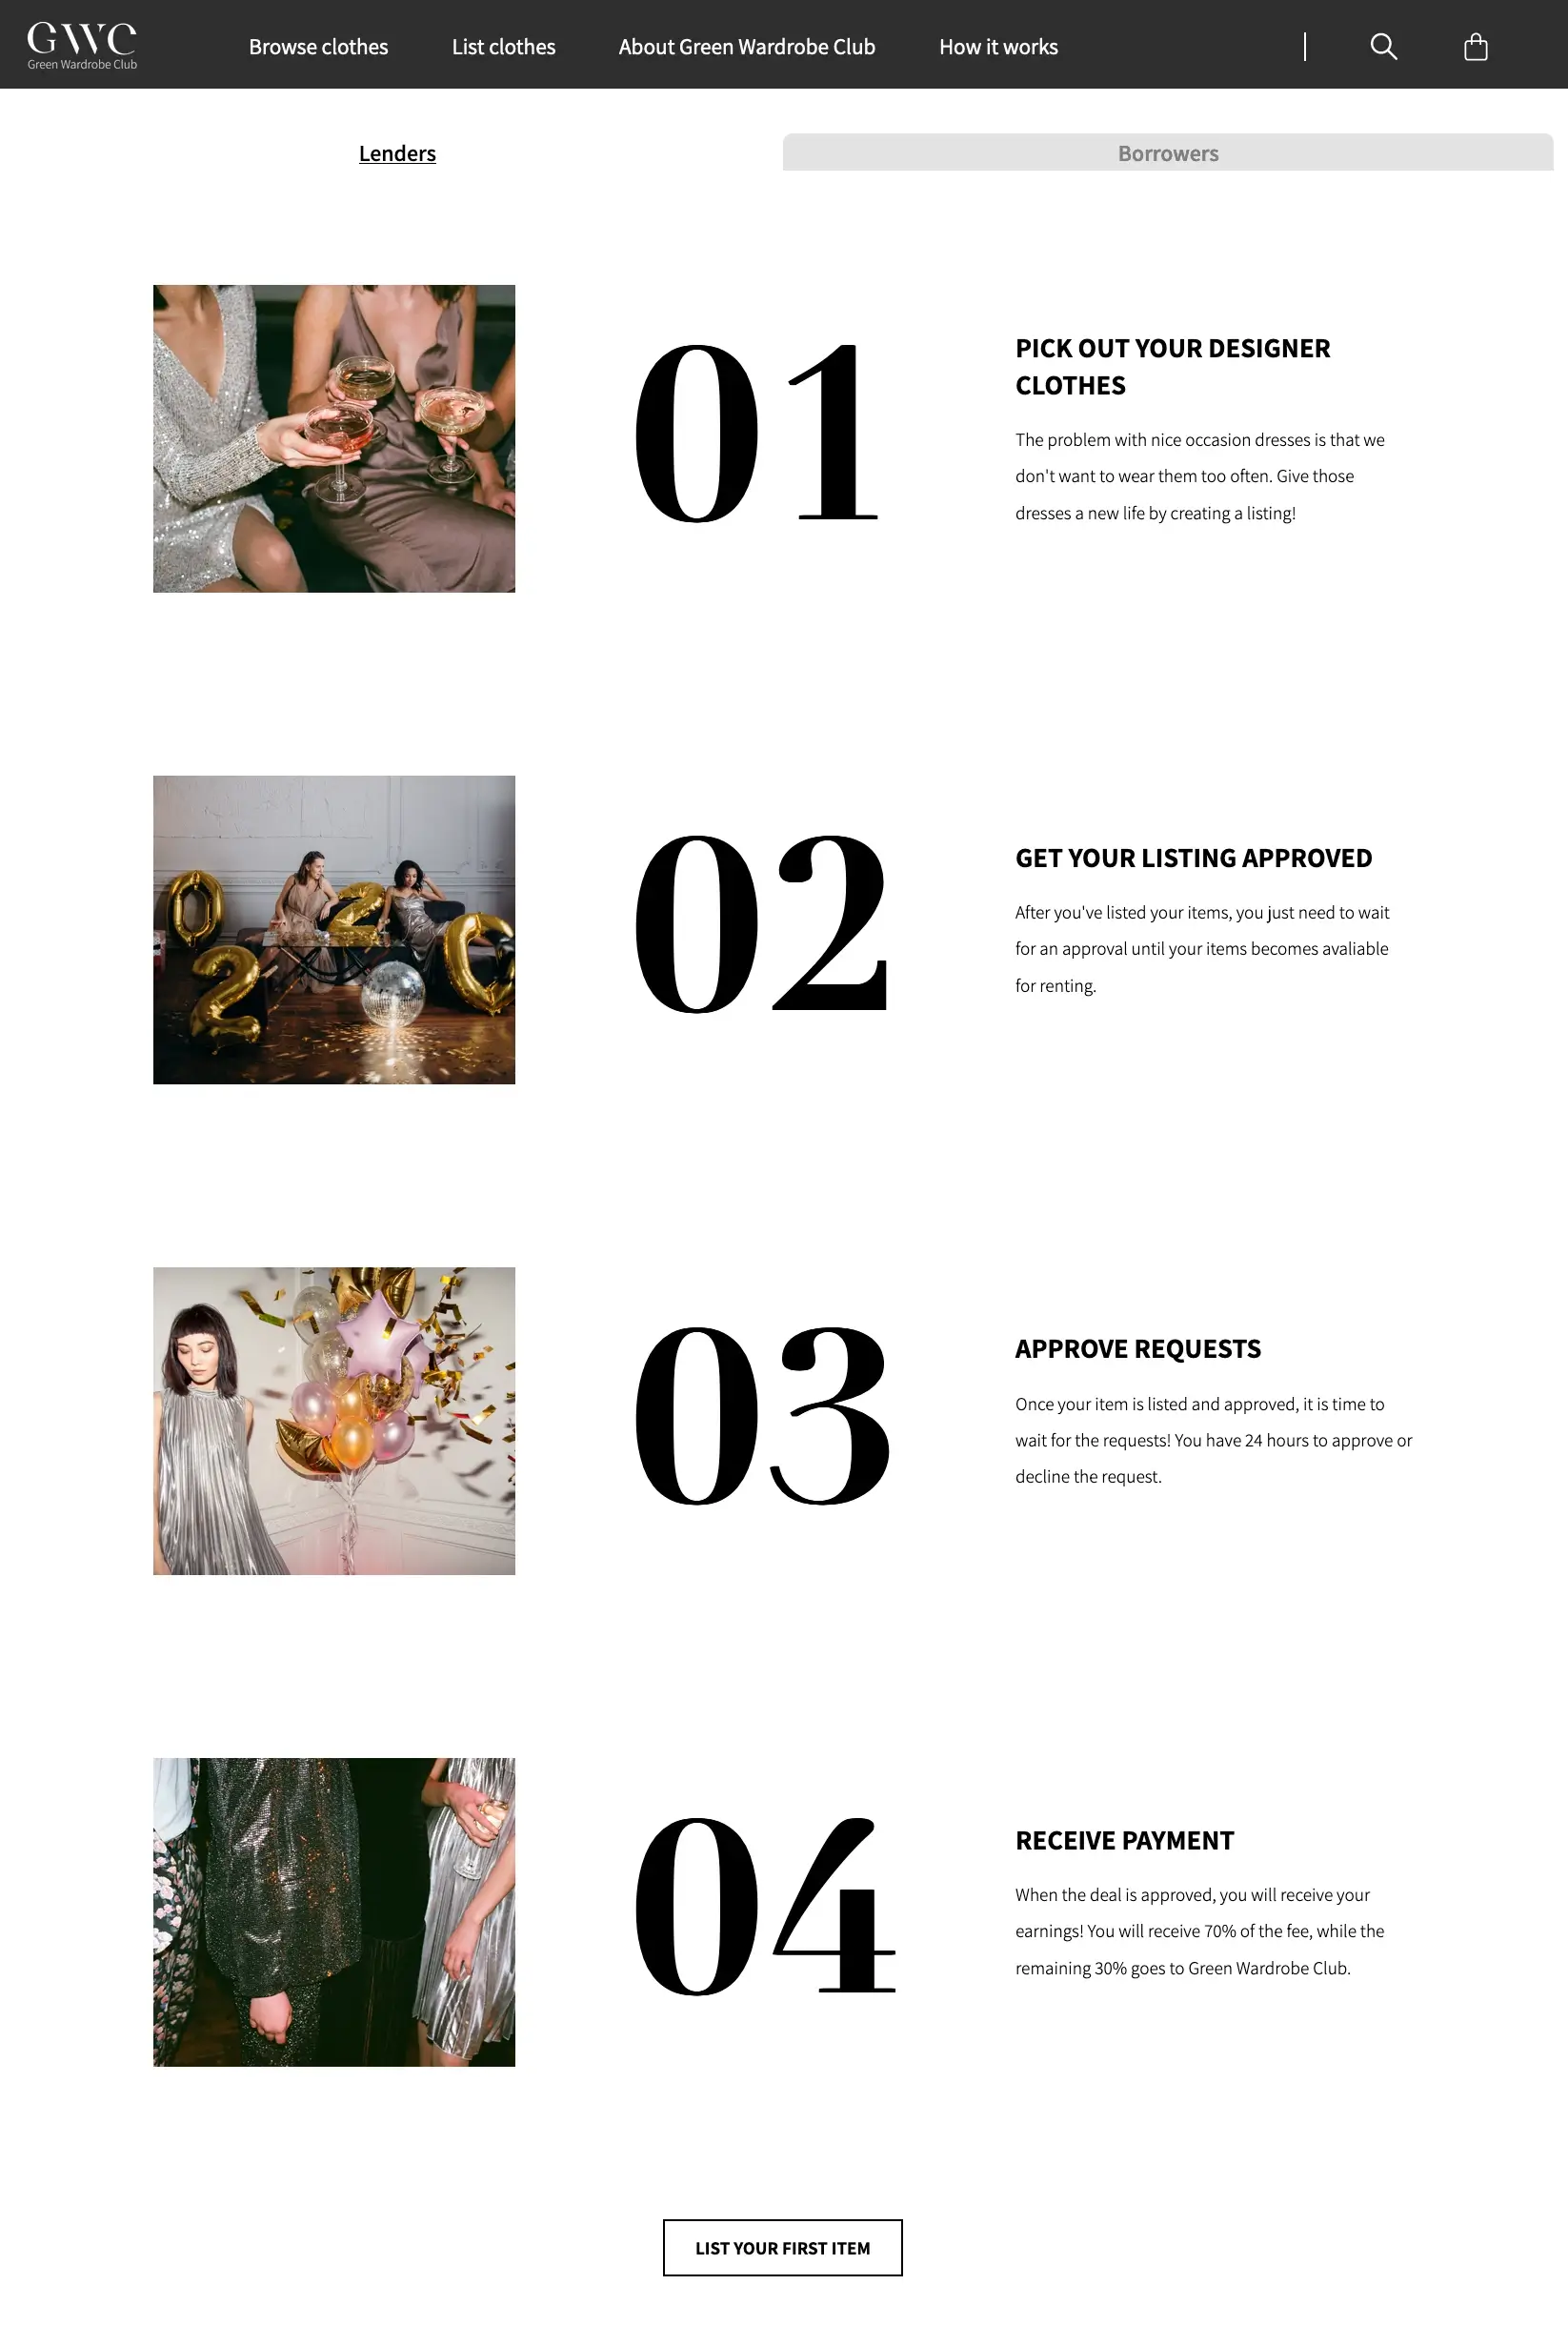 GWC
Green Wardrobe Club
Browse clothes
List clothes
About Green Wardrobe Club
How it works
Lenders
Borrowers
01
PICK OUT YOUR DESIGNER
CLOTHES
The problem with nice occasion dresses is that we
don't want to wear them too often. Give those
dresses a new life by creating a listing!
02
GET YOUR LISTING APPROVED
After you've listed your items, you just need to wait
for an approval until your items becomes avaliable
for renting.
03
APPROVE REQUESTS
Once your item is listed and approved, it is time to
wait for the requests! You have 24 hours to approve or
decline the request.
04
RECEIVE PAYMENT
When the deal is approved, you will receive your
earnings! You will receive 70% of the fee, while the
remaining 30% goes to Green Wardrobe Club.
LIST YOUR FIRST ITEM